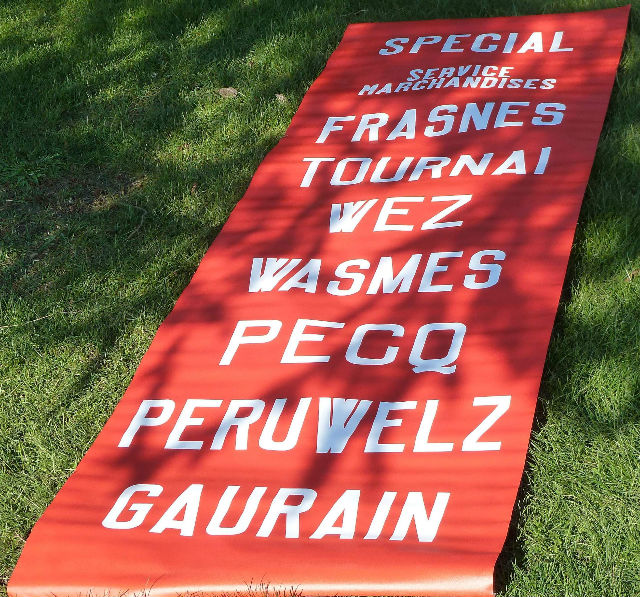 SPECIAL
SERVICE
MARCHANDISES
FRASNES
TOURNAI
WEZ
WASMES
PECQ
PERUWELZ
GAURAIN